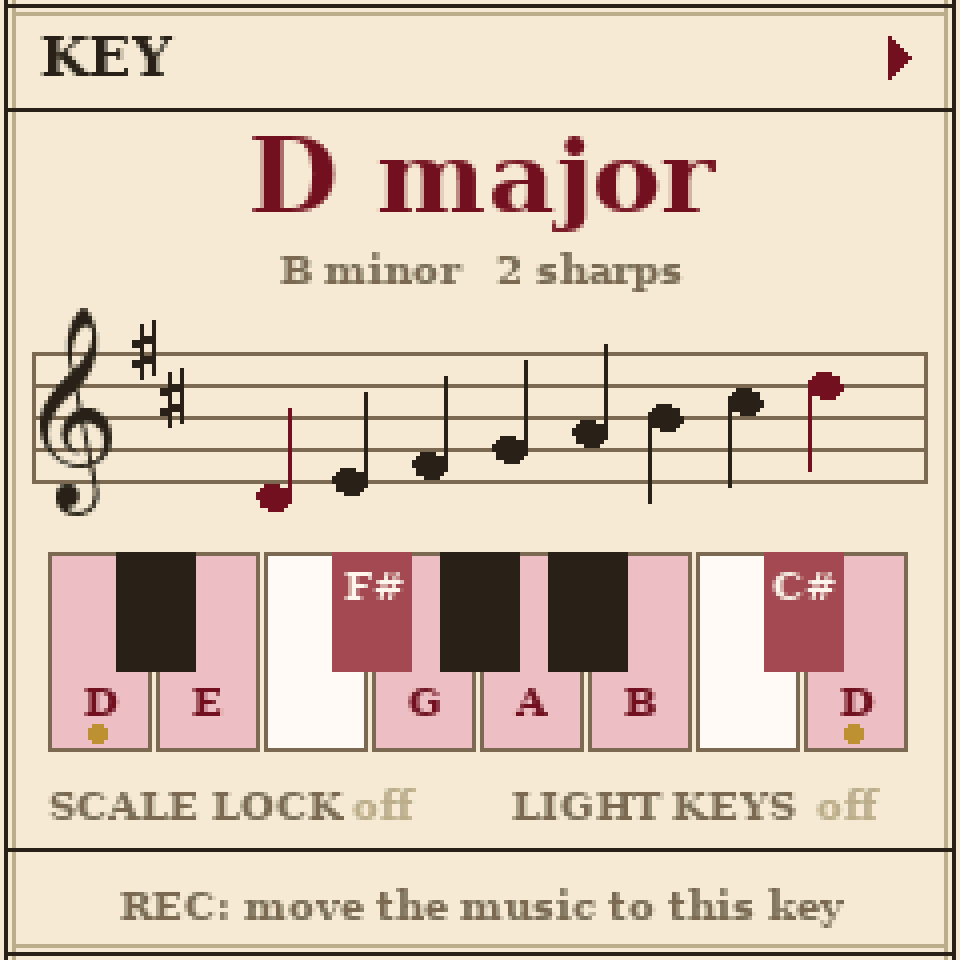 KEY
D major
B minor 2 sharps
F# C#
D E G A B D
SCALE LOCK off LIGHT KEYS off
REC: move the music to this key